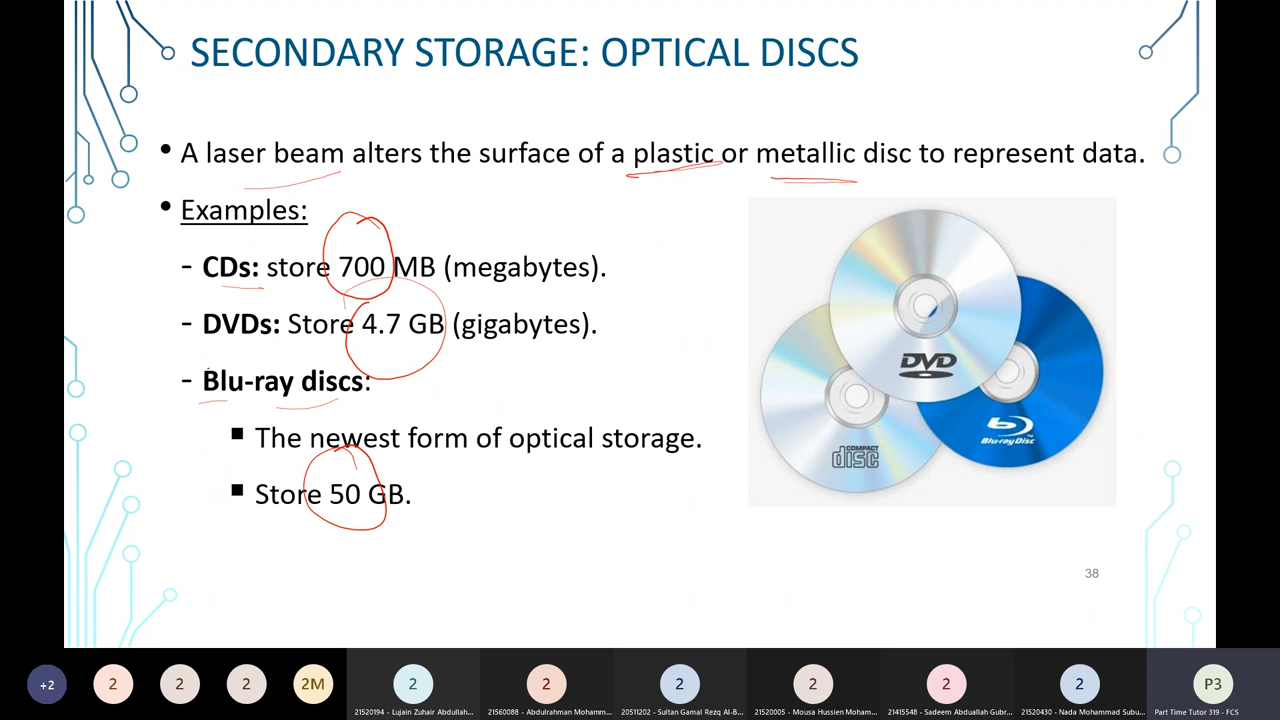 SECONDARY STORAGE: OPTICAL DISCS
• A laser beam alters the surface of a plastic or metallic disc to represent data.
• Examples:
- CDs: store 700 MB (megabytes).
- DVDs: Store 4.7 GB (gigabytes).
- Blu-ray discs:
▪ The newest form of optical storage.
▪ Store 50 GB.
DVD
COMPACT
disc
Blu-ray Disc
TM
38
+2
2
2
2
2M
2
2
2
2
2
2
P3
21520194 - Lujain Zuhair Abdullah...
21560088 - Abdulrahman Mohamm...
20511202 - Sultan Gamal Rezq Al-B...
21520005 - Mousa Hussien Moham...
21415548 - Sadeem Abduallah Gubr...
21520430 - Nada Mohammad Subu...
Part Time Tutor 319 - FCS